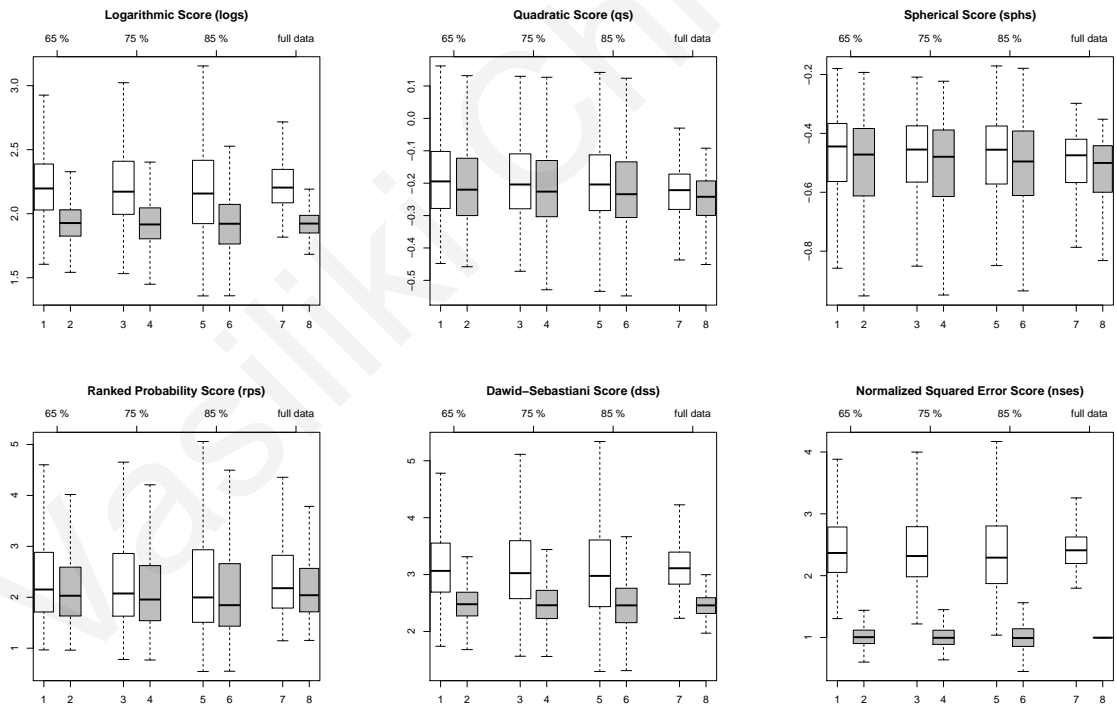 Logarithmic Score (logs)
65 % 75 % 85 % full data
3.0
2.5
2.0
1.5
1 2 3 4 5 6 7 8
Quadratic Score (qs)
65 % 75 % 85 % full data
0.1
0.0
−0.1
−0.2
−0.3
−0.4
−0.5
1 2 3 4 5 6 7 8
Spherical Score (sphs)
65 % 75 % 85 % full data
−0.2
−0.4
−0.6
−0.8
1 2 3 4 5 6 7 8
Ranked Probability Score (rps)
65 % 75 % 85 % full data
5
4
3
2
1
1 2 3 4 5 6 7 8
Dawid−Sebastiani Score (dss)
65 % 75 % 85 % full data
5
4
3
2
1 2 3 4 5 6 7 8
Normalized Squared Error Score (nses)
65 % 75 % 85 % full data
4
3
2
1
1 2 3 4 5 6 7 8
Vasiliki